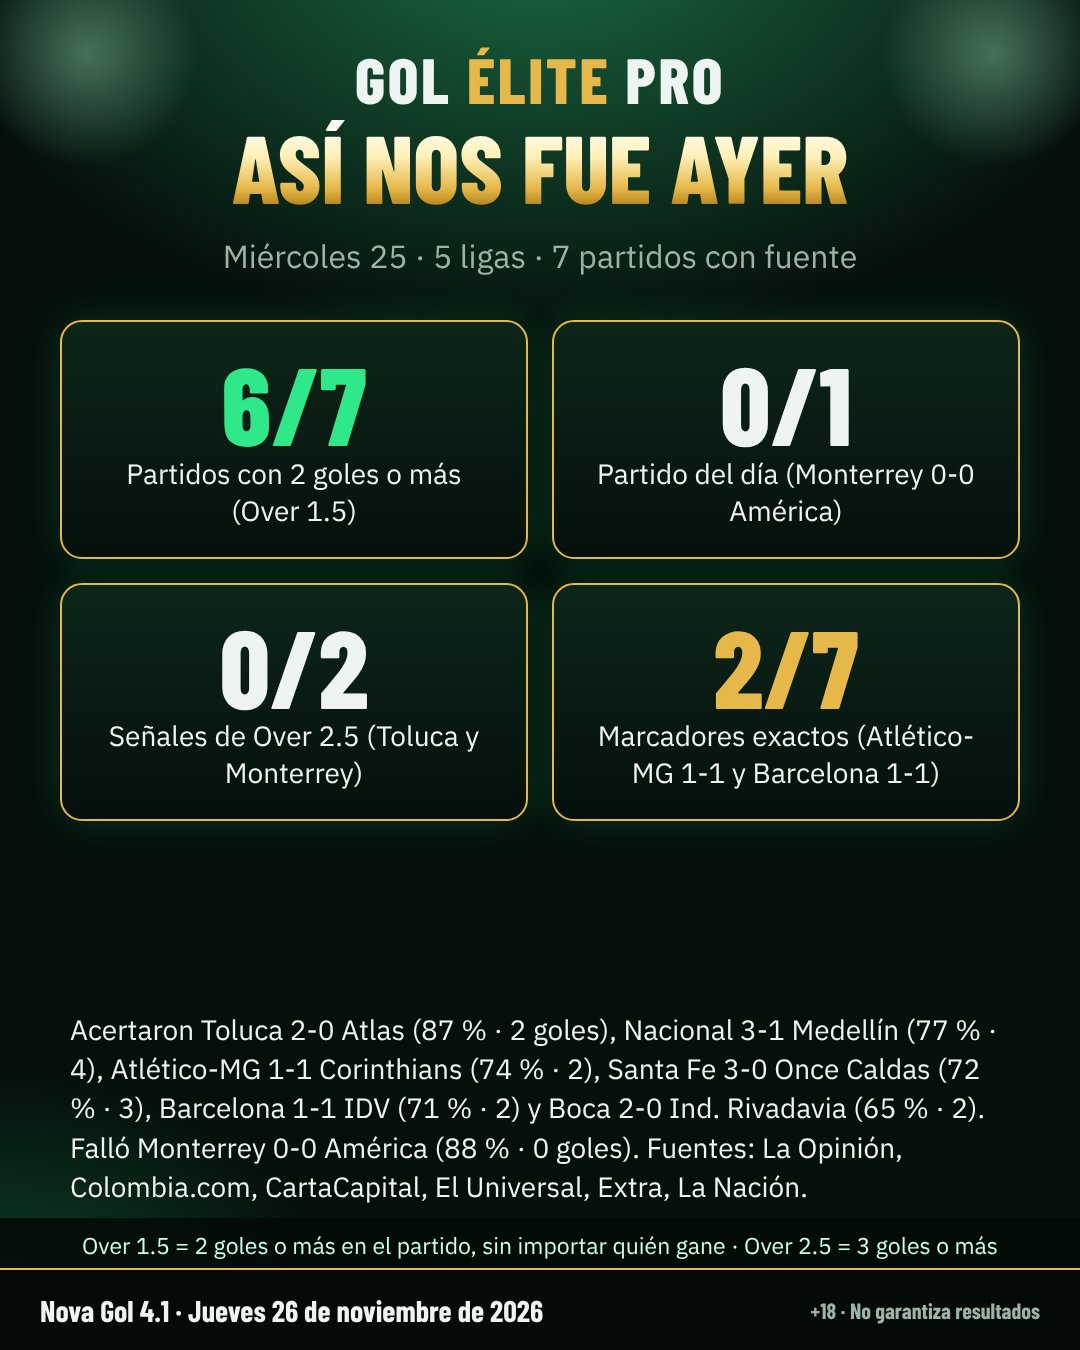 GOL ÉLITE PRO
ASÍ NOS FUE AYER
Miércoles 25 · 5 ligas · 7 partidos con fuente
6/7
Partidos con 2 goles o más
(Over 1.5)
0/1
Partido del día (Monterrey 0-0
América)
0/2
Señales de Over 2.5 (Toluca y
Monterrey)
2/7
Marcadores exactos (Atlético-
MG 1-1 y Barcelona 1-1)
Acertaron Toluca 2-0 Atlas (87 % · 2 goles), Nacional 3-1 Medellín (77 % ·
4), Atlético-MG 1-1 Corinthians (74 % · 2), Santa Fe 3-0 Once Caldas (72
% · 3), Barcelona 1-1 IDV (71 % · 2) y Boca 2-0 Ind. Rivadavia (65 % · 2).
Falló Monterrey 0-0 América (88 % · 0 goles). Fuentes: La Opinión,
Colombia.com, CartaCapital, El Universal, Extra, La Nación.
Over 1.5 = 2 goles o más en el partido, sin importar quién gane · Over 2.5 = 3 goles o más
Nova Gol 4.1 · Jueves 26 de noviembre de 2026
+18 · No garantiza resultados